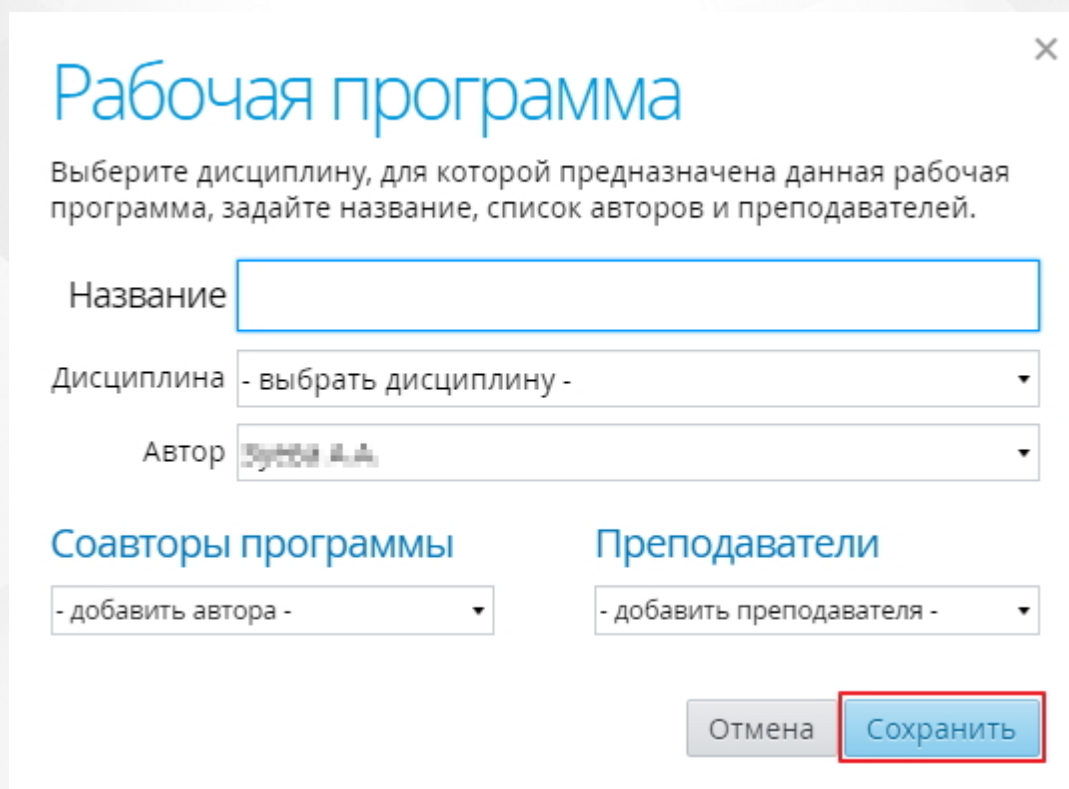 Рабочая программа
Выберите дисциплину, для которой предназначена данная рабочая
программа, задайте название, список авторов и преподавателей.
Название
Дисциплина - выбрать дисциплину -
Автор
Соавторы программы Преподаватели
- добавить автора - - добавить преподавателя -
Отмена Сохранить